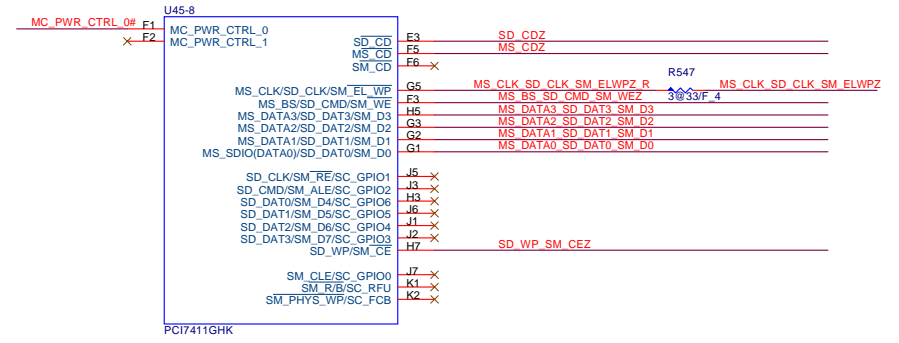 U45-8
MC_PWR_CTRL_0# F1 MC_PWR_CTRL_0
F2 MC_PWR_CTRL_1
SD_CD E3 SD_CDZ
MS_CD F5 MS_CDZ
SM_CD F6
R547
MS_CLK/SD_CLK/SM_EL_WP G5 MS_CLK_SD_CLK_SM_ELWPZ_R MS_CLK_SD_CLK_SM_ELWPZ
3@33/F_4
MS_BS/SD_CMD/SM_WE F3 MS_BS_SD_CMD_SM_WEZ
MS_DATA3/SD_DAT3/SM_D3 H5 MS_DATA3_SD_DAT3_SM_D3
MS_DATA2/SD_DAT2/SM_D2 G3 MS_DATA2_SD_DAT2_SM_D2
MS_DATA1/SD_DAT1/SM_D1 G2 MS_DATA1_SD_DAT1_SM_D1
MS_SDIO(DATA0)/SD_DAT0/SM_D0 G1 MS_DATA0_SD_DAT0_SM_D0
SD_CLK/SM_RE/SC_GPIO1 J5
SD_CMD/SM_ALE/SC_GPIO2 J3
SD_DAT0/SM_D4/SC_GPIO6 H3
SD_DAT1/SM_D5/SC_GPIO5 J6
SD_DAT2/SM_D6/SC_GPIO4 J1
SD_DAT3/SM_D7/SC_GPIO3 J2
SD_WP/SM_CE H7 SD_WP_SM_CEZ
SM_CLE/SC_GPIO0 J7
SM_R/B/SC_RFU K1
SM_PHYS_WP/SC_FCB K2
PCI7411GHK